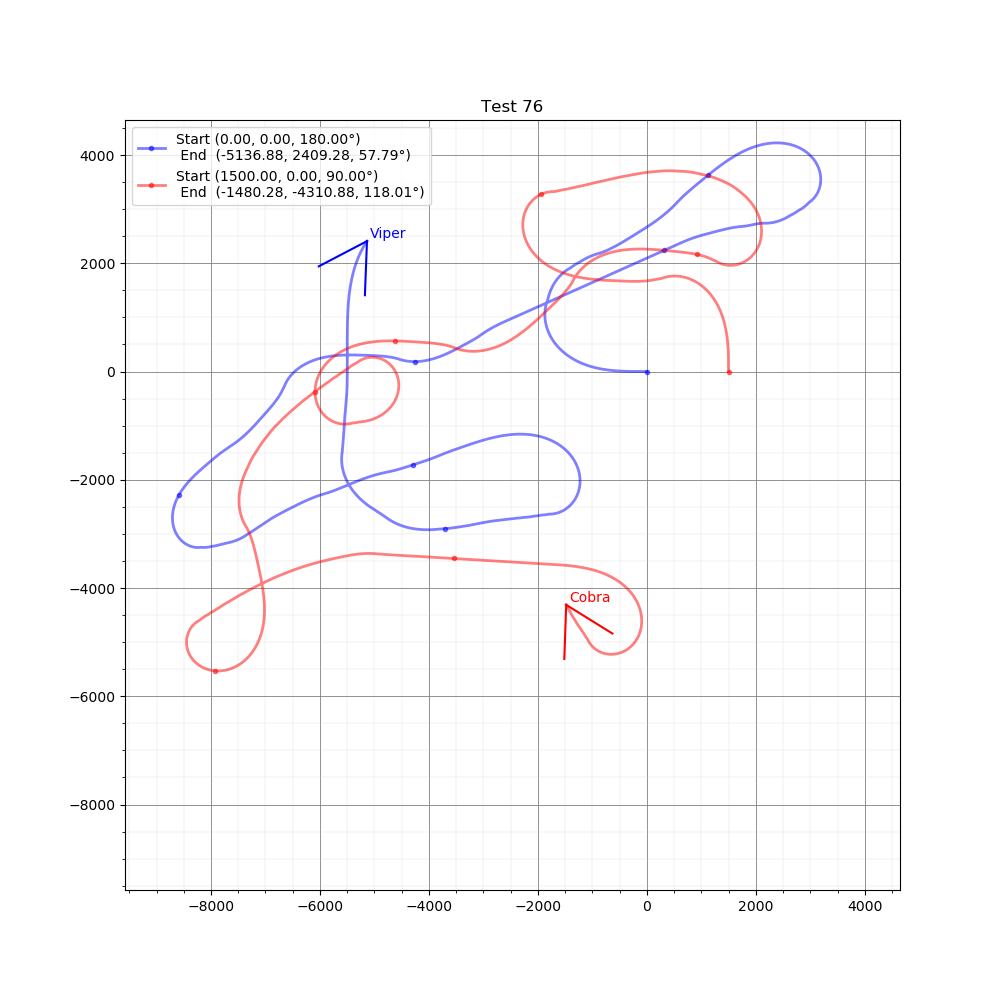 Test 76
Start (0.00, 0.00, 180.00°)
End (-5136.88, 2409.28, 57.79°)
Start (1500.00, 0.00, 90.00°)
End (-1480.28, -4310.88, 118.01°)
4000
2000
0
−2000
−4000
−6000
−8000
Viper
Cobra
−8000 −6000 −4000 −2000 0 2000 4000